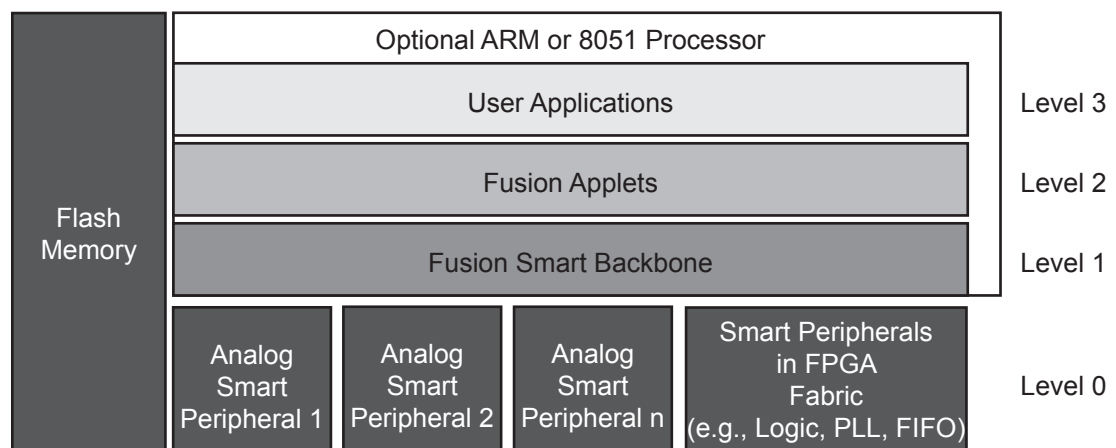 Optional ARM or 8051 Processor
User Applications
Level 3
Fusion Applets
Level 2
Flash
Memory
Fusion Smart Backbone
Level 1
Analog
Smart
Peripheral 1
Analog
Smart
Peripheral 2
Analog
Smart
Peripheral n
Smart Peripherals
in FPGA
Fabric
(e.g., Logic, PLL, FIFO)
Level 0